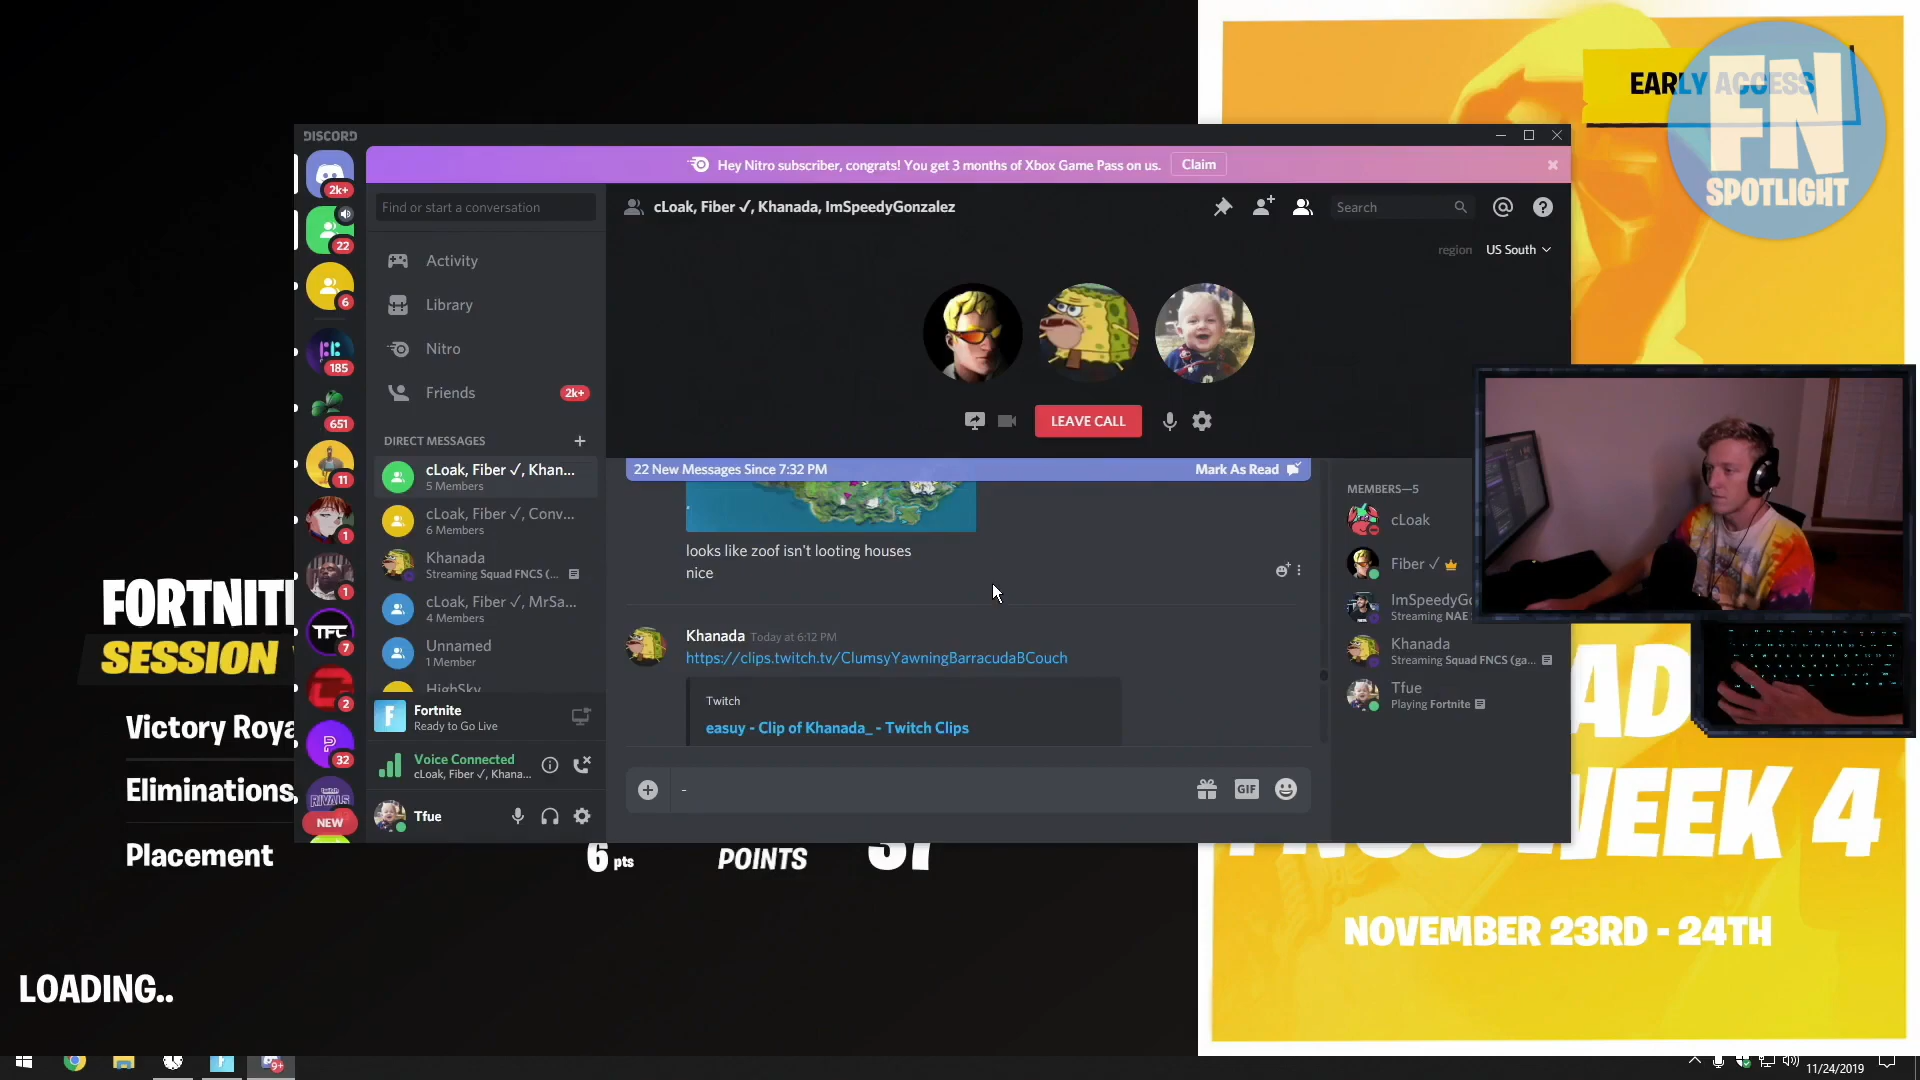 EARLY ACCESS
FN
SPOTLIGHT
DISCORD
Hey Nitro subscriber, congrats! You get 3 months of Xbox Game Pass on us.
Claim
2k+
22
6
185
651
11
1
1
TFC
7
2
32
RIVALS
NEW
Find or start a conversation
Activity
Library
Nitro
Friends
2k+
DIRECT MESSAGES
cLoak, Fiber ✓, Khan...
5 Members
cLoak, Fiber ✓, Conv...
6 Members
Khanada
Streaming Squad FNCS (...
cLoak, Fiber ✓, MrSa...
4 Members
Unnamed
1 Member
HighSky
Fortnite
Ready to Go Live
Voice Connected
cLoak, Fiber ✓, Khana...
Tfue
cLoak, Fiber ✓, Khanada, ImSpeedyGonzalez
Search
region US South
LEAVE CALL
22 New Messages Since 7:32 PM
Mark As Read
looks like zoof isn't looting houses
nice
Khanada Today at 6:12 PM
https://clips.twitch.tv/ClumsyYawningBarracudaBCouch
Twitch
easuy - Clip of Khanada_ - Twitch Clips
-
GIF
MEMBERS—5
cLoak
Fiber ✓
ImSpeedyGo
Streaming NAE
Khanada
Streaming Squad FNCS (ga...
Tfue
Playing Fortnite
FORTNIT
SESSION
Victory Roya
Eliminations
Placement
6 pts
POINTS
37
LOADING..
WEEK 4
NOVEMBER 23RD - 24TH
9+
11/24/2019